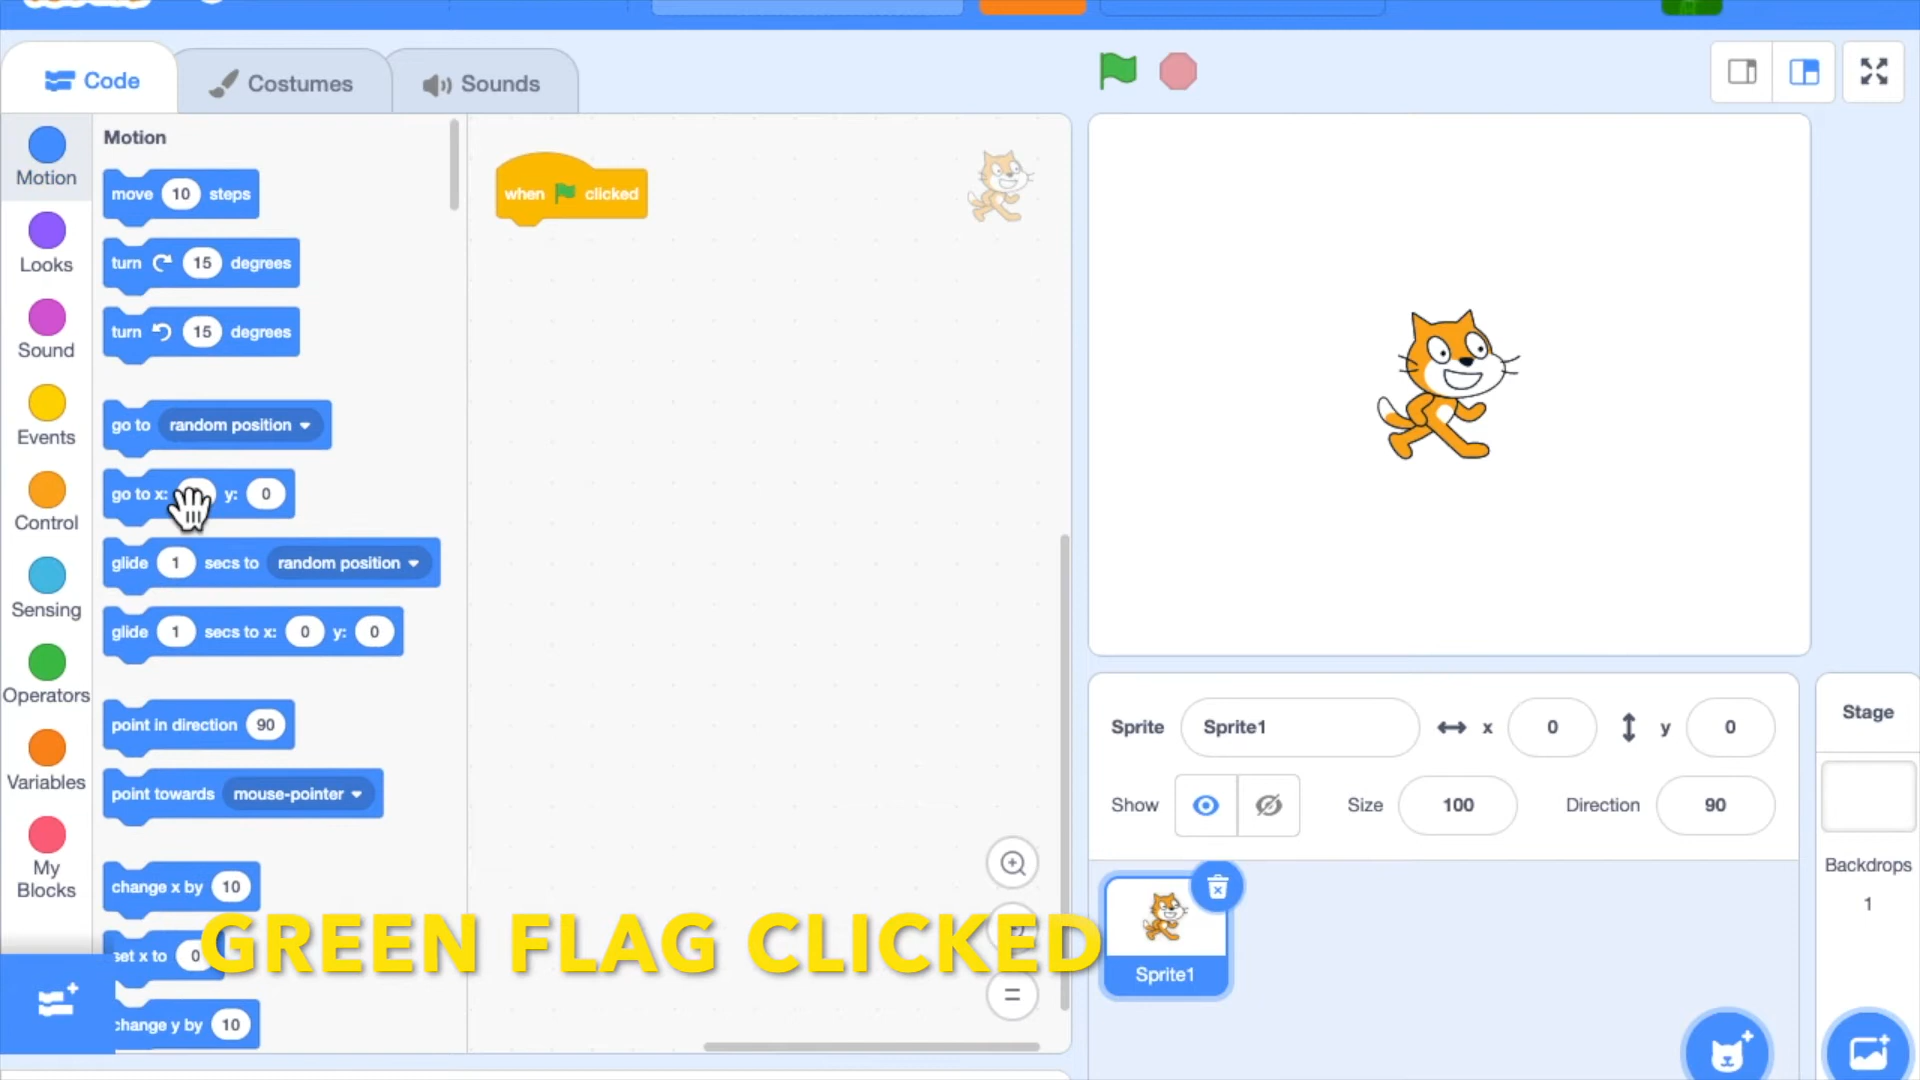 Code
Costumes
Sounds
Motion
Looks
Sound
Events
Control
Sensing
Operators
Variables
My
Blocks
Motion
move 10 steps
turn 15 degrees
turn 15 degrees
go to random position
go to x: y: 0
glide 1 secs to random position
glide 1 secs to x: 0 y: 0
point in direction 90
point towards mouse-pointer
change x by 10
set x to 0
change y by 10
when clicked
GREEN FLAG CLICKED
Sprite Sprite1 x 0 y 0
Show Size 100 Direction 90
Sprite1
Stage
Backdrops
1